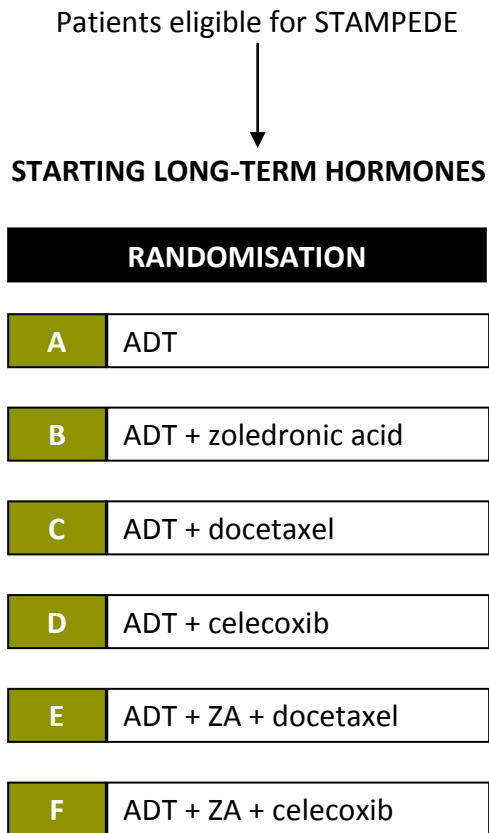 Patients eligible for STAMPEDE
STARTING LONG-TERM HORMONES
RANDOMISATION
A ADT
B ADT + zoledronic acid
C ADT + docetaxel
D ADT + celecoxib
E ADT + ZA + docetaxel
F ADT + ZA + celecoxib